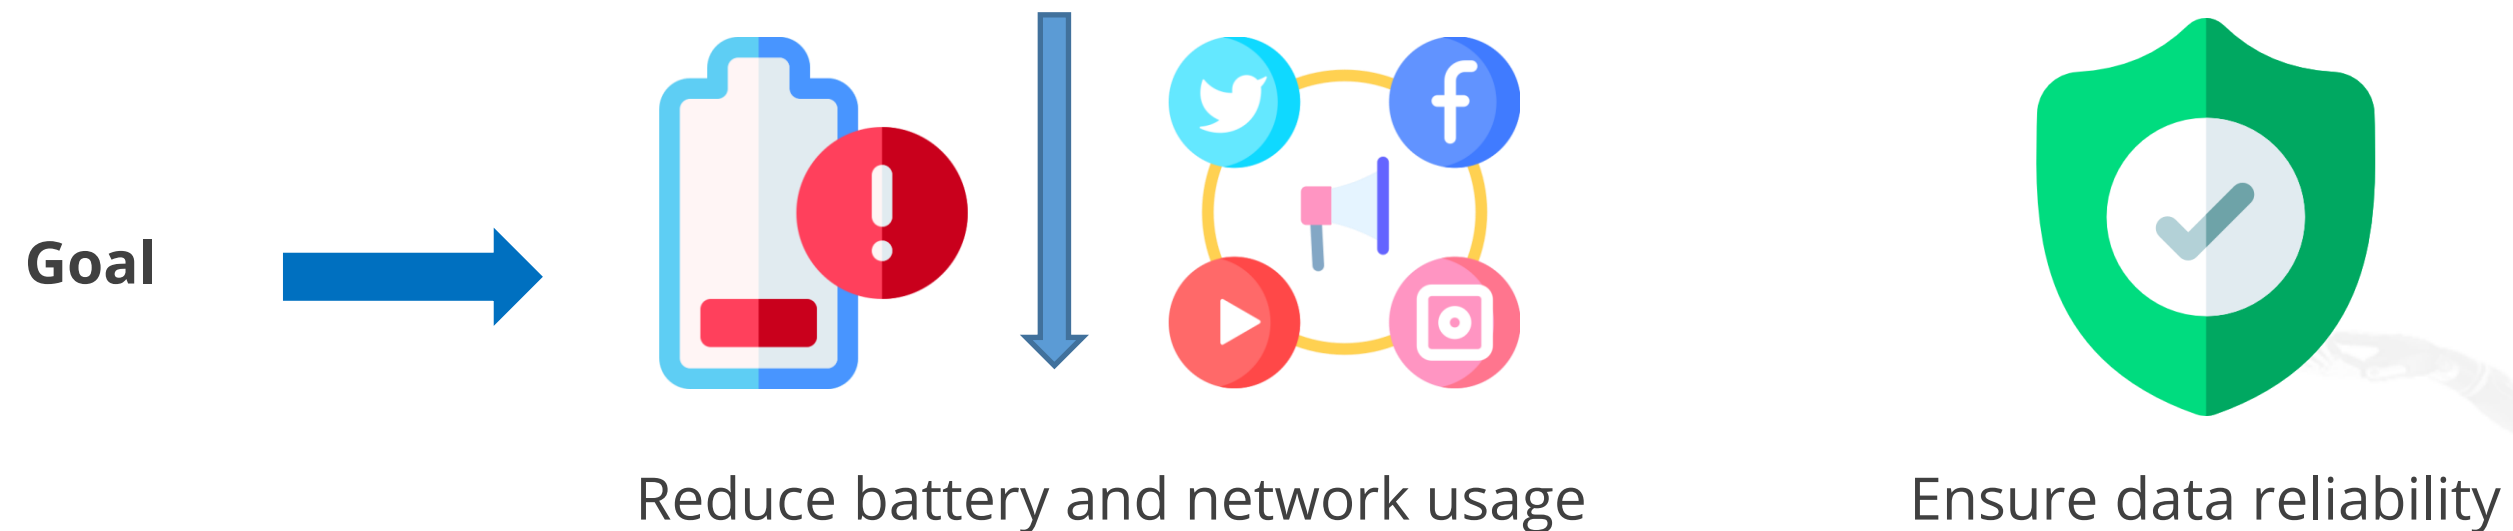 Goal
Reduce battery and network usage
Ensure data reliability